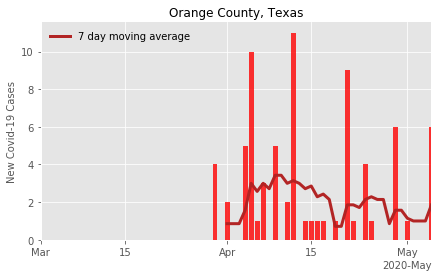 Orange County, Texas
7 day moving average
New Covid-19 Cases
10
8
6
4
2
0
Mar
15
Apr
15
May
2020-May